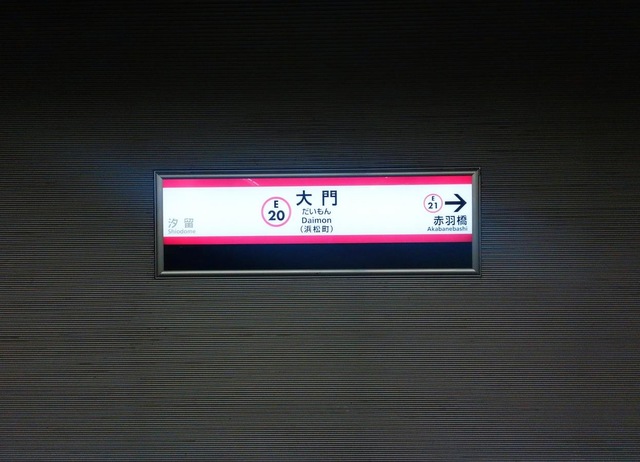 汐留
Shiodome
E
20
大門
だいもん
Daimon
(浜松町)
E
21
赤羽橋
Akabanebashi